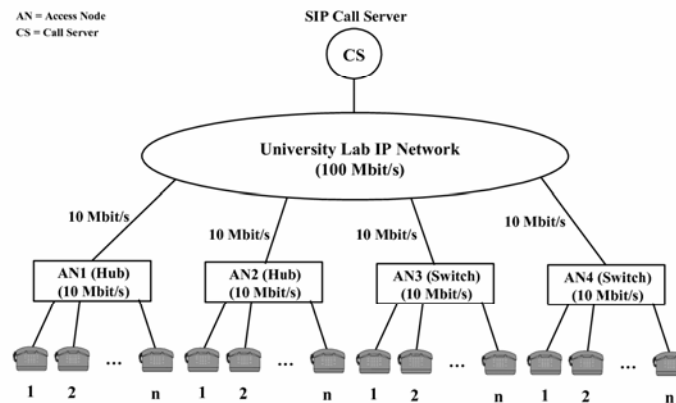 AN = Access Node
CS = Call Server
SIP Call Server
CS
University Lab IP Network
(100 Mbit/s)
10 Mbit/s
10 Mbit/s
10 Mbit/s
10 Mbit/s
AN1 (Hub)
(10 Mbit/s)
AN2 (Hub)
(10 Mbit/s)
AN3 (Switch)
(10 Mbit/s)
AN4 (Switch)
(10 Mbit/s)
... ... ... ...
1 2 n 1 2 n 1 2 n 1 2 n